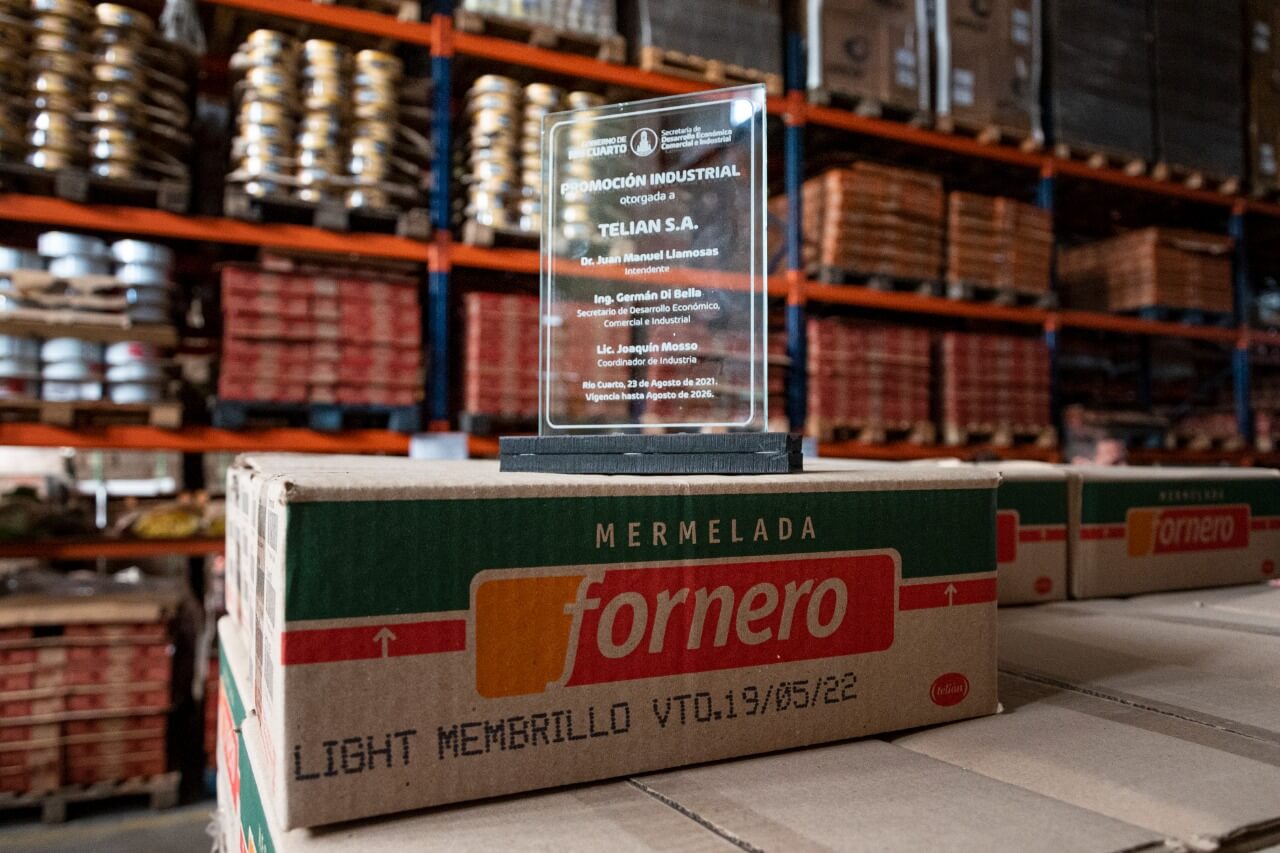 GOBIERNO DE
RÍO CUARTO
Secretaría de
Desarrollo Económico
Comercial e Industrial
PROMOCIÓN INDUSTRIAL
otorgada a
TELIAN S.A.
Dr. Juan Manuel Llamosas
Intendente
Ing. Germán Di Bella
Secretario de Desarrollo Económico,
Comercial e Industrial
Lic. Joaquín Mosso
Coordinador de Industria
Río Cuarto, 23 de Agosto de 2021.
Vigencia hasta Agosto de 2026.
MERMELADA
fornero
LIGHT MEMBRILLO VTO.19/05/22
telian
MERMELADA
fornero